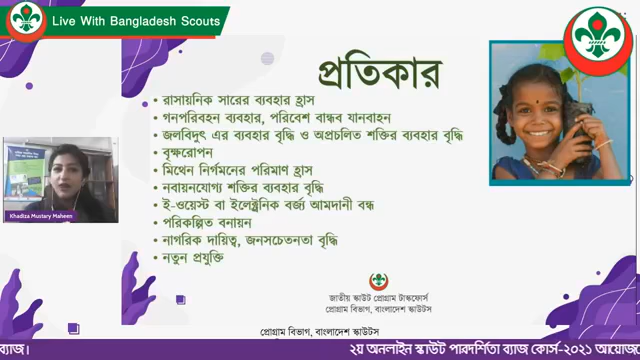 Live With Bangladesh Scouts
প্রতিকার
• রাসায়নিক সারের ব্যবহার হ্রাস
• গনপরিবহন ব্যবহার, পরিবেশ বান্ধব যানবাহন
• জলবিদুৎ এর ব্যবহার বৃদ্ধি ও অপ্রচলিত শক্তির ব্যবহার বৃদ্ধি
• বৃক্ষরোপন
• মিথেন নির্গমনের পরিমাণ হ্রাস
• নবায়নযোগ্য শক্তির ব্যবহার বৃদ্ধি
• ই-ওয়েস্ট বা ইলেক্ট্রনিক বর্জ্য আমদানী বন্ধ
• পরিকল্পিত বনায়ন
• নাগরিক দায়িত্ব, জনসচেতনতা বৃদ্ধি
• নতুন প্রযুক্তি
Khadiza Mustary Maheen
জাতীয় স্কাউট প্রোগ্রাম টাস্কফোর্স
প্রোগ্রাম বিভাগ, বাংলাদেশ স্কাউটস
প্রোগ্রাম বিভাগ, বাংলাদেশ স্কাউটস
ব্যাজ। ২য় অনলাইন স্কাউট পারদর্শিতা ব্যাজ কোর্স-২০২১ আয়োজ